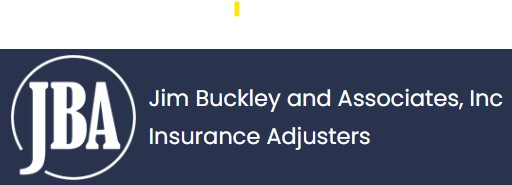 JBA
Jim Buckley and Associates, Inc
Insurance Adjusters